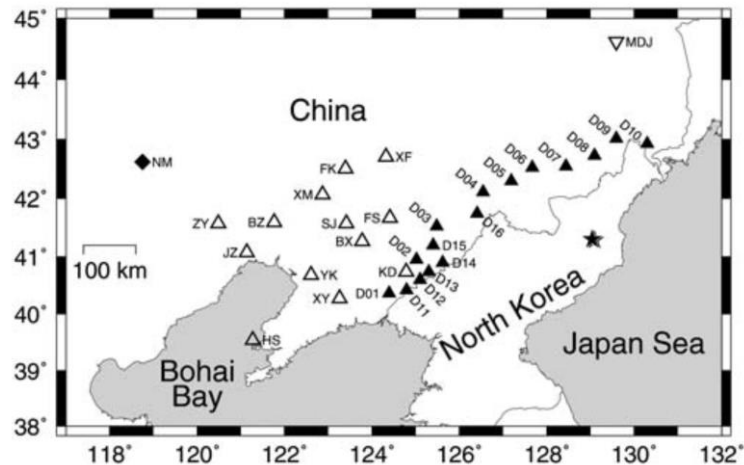 45˚
MDJ
44˚
China
D09
D10
43˚
D08
D07
D06
XF
NM
FK
D05
D04
42˚
XM
FS
D03
ZY
BZ
SJ
D16
BX
D02
D15
41˚
JZ
D14
KD
100 km
YK
D13
D12
D01
D11
XY
40˚
North Korea
HS
Japan Sea
Bohai
Bay
39˚
38˚
118˚ 120˚ 122˚ 124˚ 126˚ 128˚ 130˚ 132˚